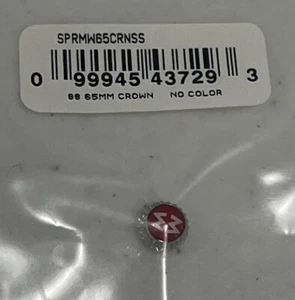 SPRMW65CRNSS
0 99945 43729 3
SS 65MM CROWN NO COLOR